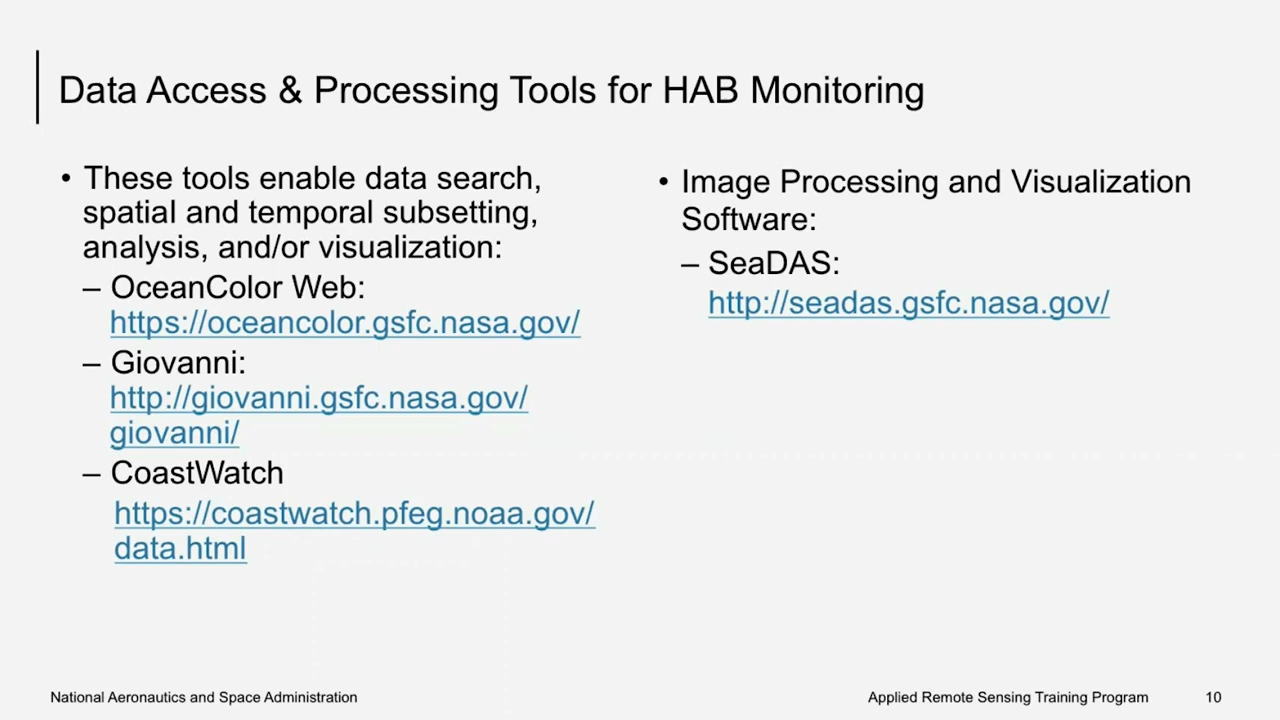 Data Access & Processing Tools for HAB Monitoring
• These tools enable data search,
spatial and temporal subsetting,
analysis, and/or visualization:
– OceanColor Web:
https://oceancolor.gsfc.nasa.gov/
– Giovanni:
http://giovanni.gsfc.nasa.gov/
giovanni/
– CoastWatch
https://coastwatch.pfeg.noaa.gov/
data.html
• Image Processing and Visualization
Software:
– SeaDAS:
http://seadas.gsfc.nasa.gov/
National Aeronautics and Space Administration
Applied Remote Sensing Training Program
10